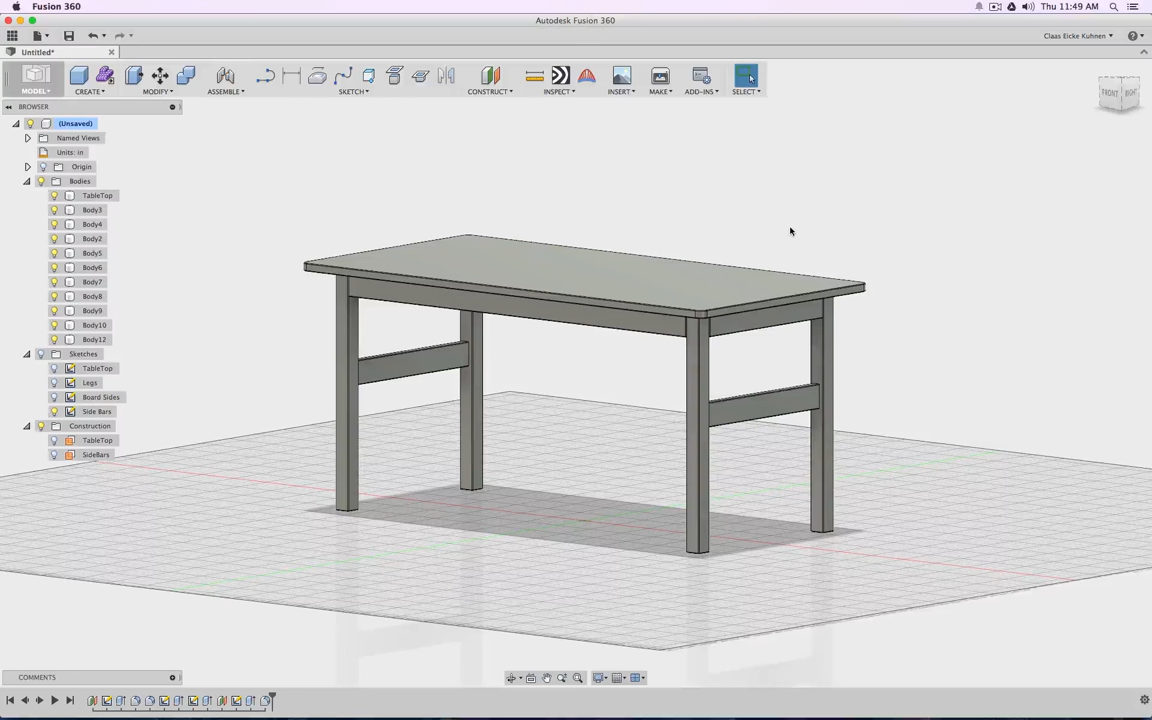 Fusion 360
Thu 11:49 AM
Autodesk Fusion 360
Claas Eicke Kuhnen
Untitled*
MODEL
CREATE
MODIFY
ASSEMBLE
SKETCH
CONSTRUCT
INSPECT
INSERT
MAKE
ADD-INS
SELECT
BROWSER
FRONT
RIGHT
(Unsaved)
Named Views
Units: in
Origin
Bodies
TableTop
Body3
Body4
Body2
Body5
Body6
Body7
Body8
Body9
Body10
Body12
Sketches
TableTop
Legs
Board Sides
Side Bars
Construction
TableTop
SideBars
COMMENTS